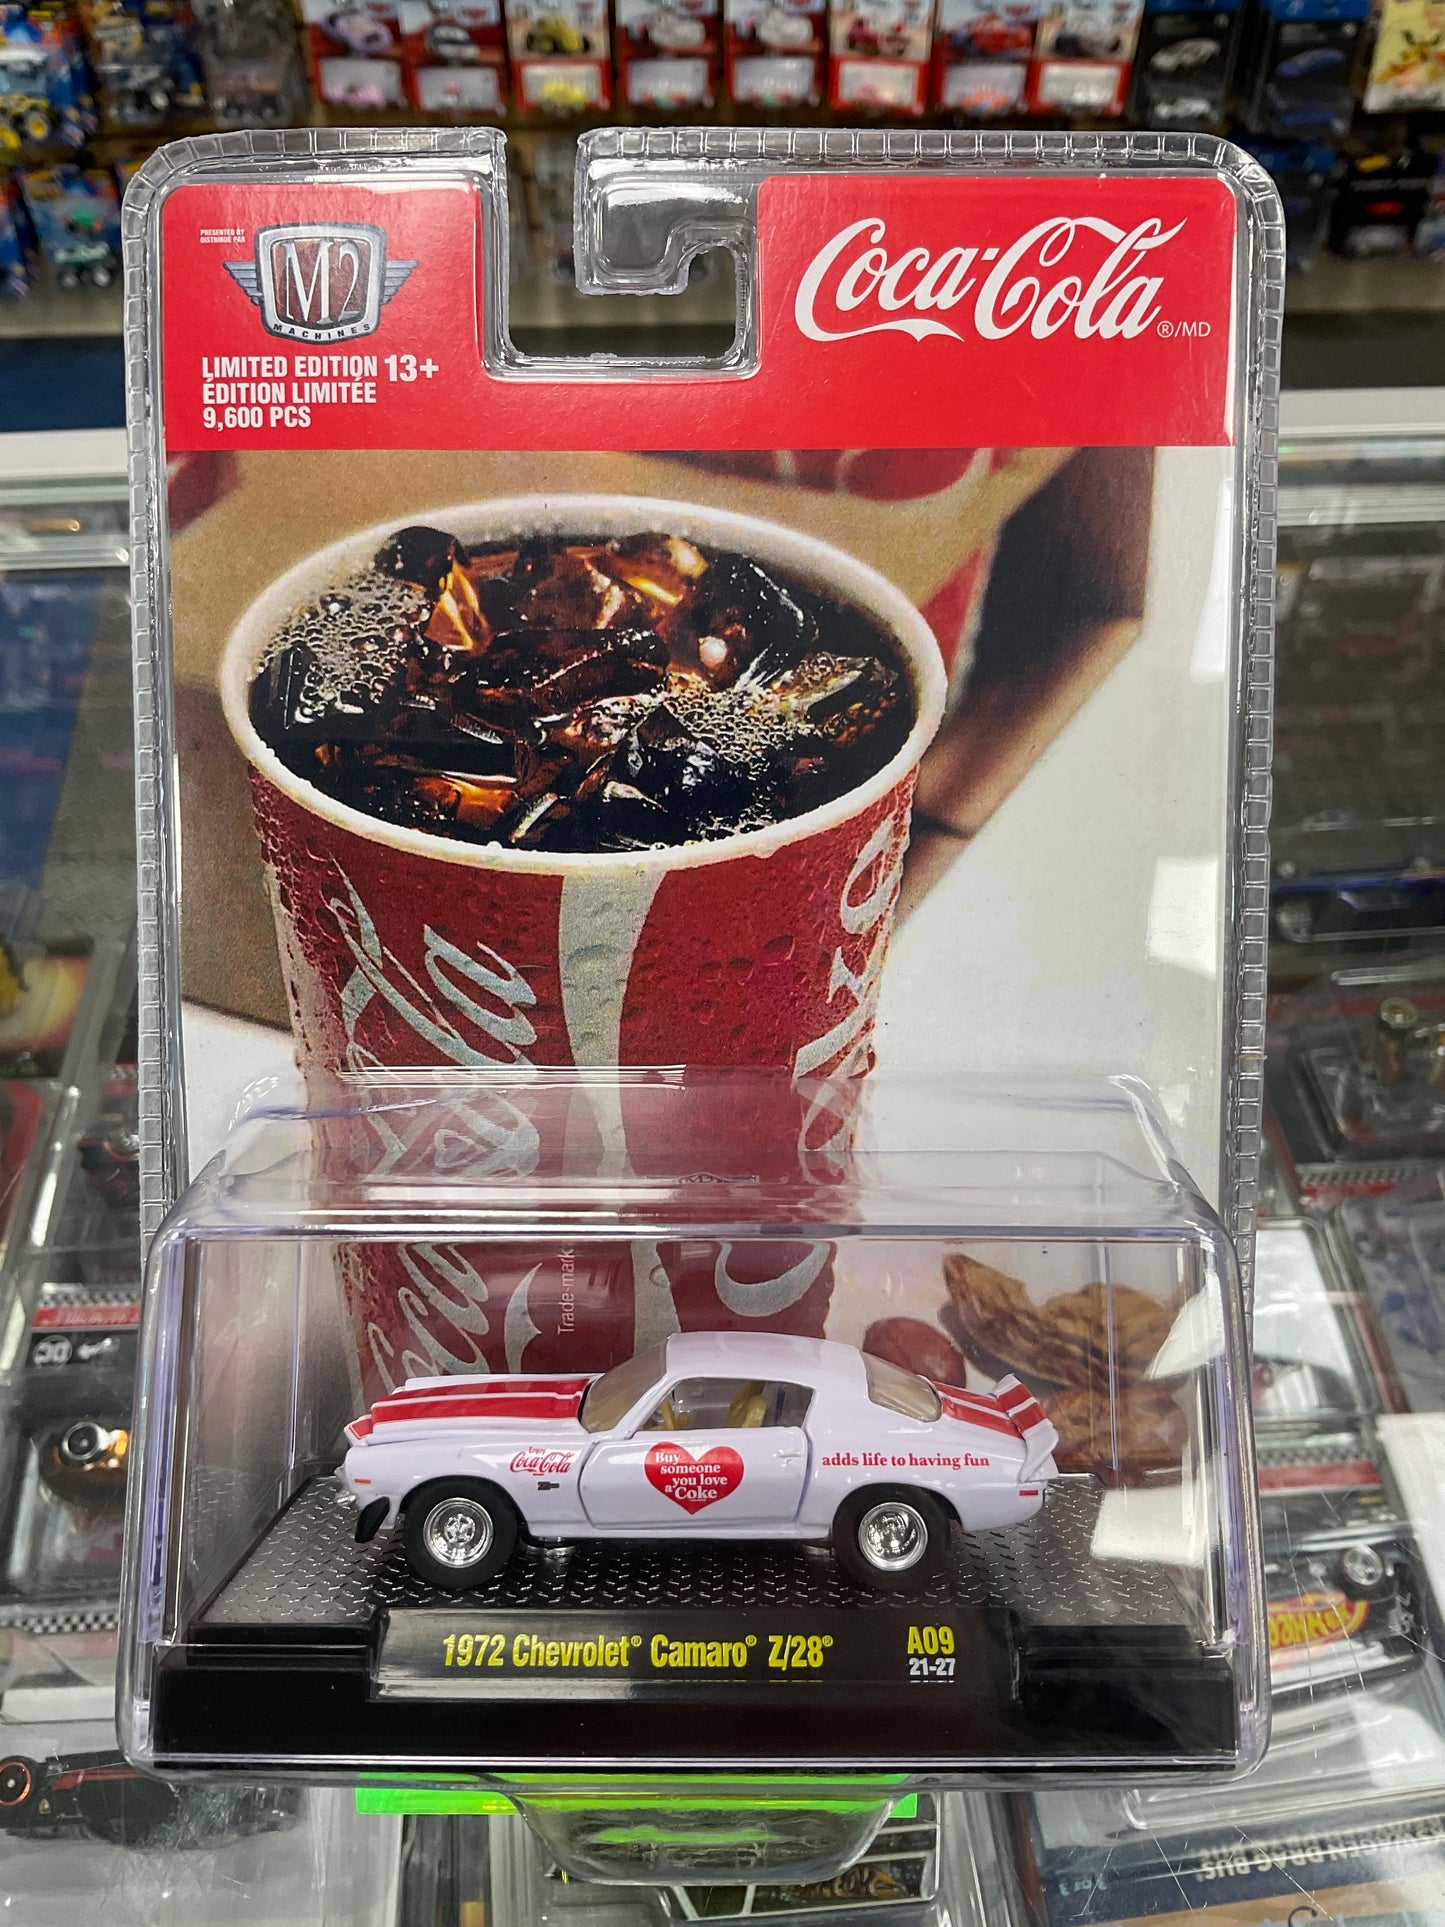 PRESENTED BY
DISTRIBUÉ PAR
M2
MACHINES
LIMITED EDITION 13+
ÉDITION LIMITÉE
9,600 PCS
Coca-Cola ®/MD
Trade-mark
Enjoy
Coca-Cola
Buy
someone
you love
a Coke
adds life to having fun
1972 Chevrolet® Camaro® Z/28® A09
21-27
DC